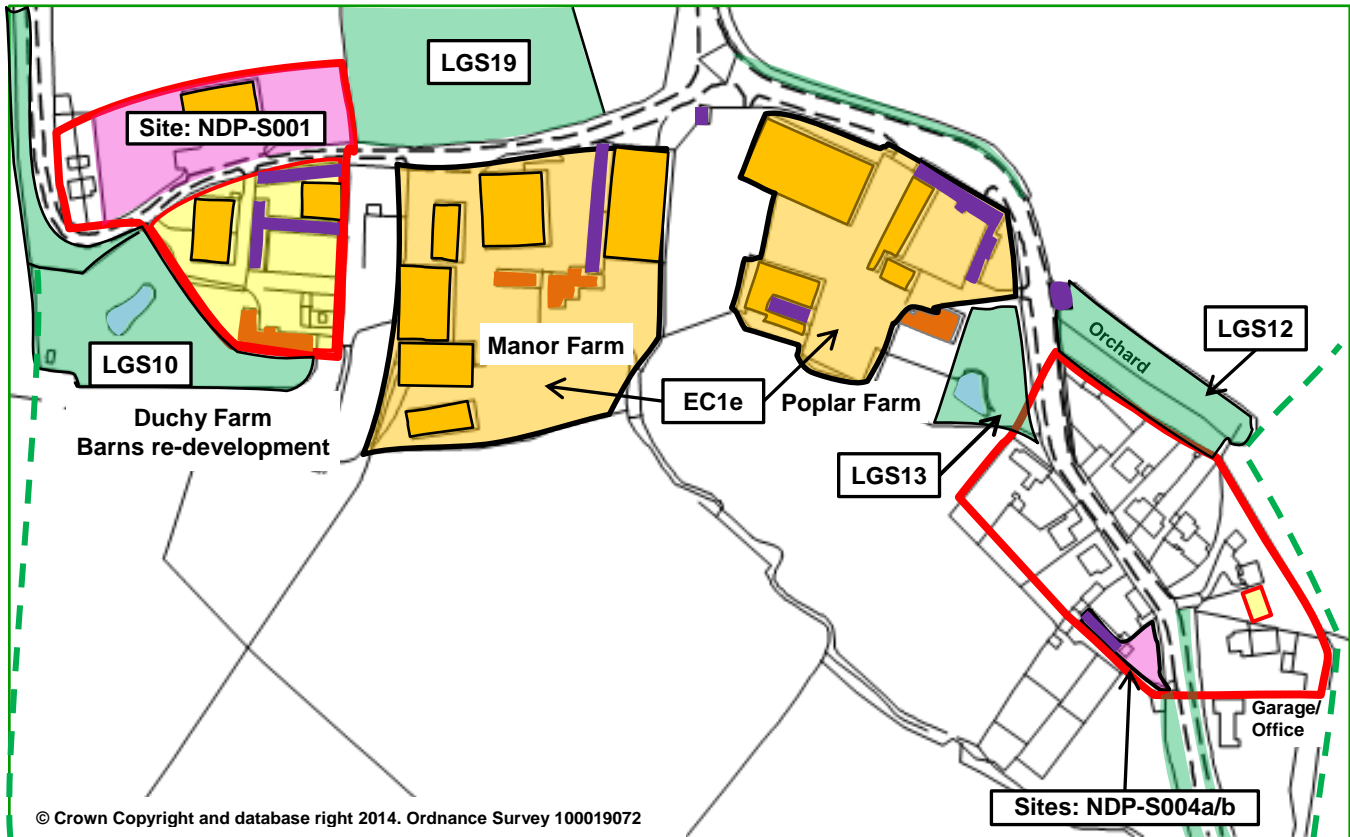 LGS19
Site: NDP-S001
Orchard
LGS12
Manor Farm
LGS10
EC1e
Poplar Farm
Duchy Farm
Barns re-development
LGS13
Garage/
Office
Sites: NDP-S004a/b
© Crown Copyright and database right 2014. Ordnance Survey 100019072